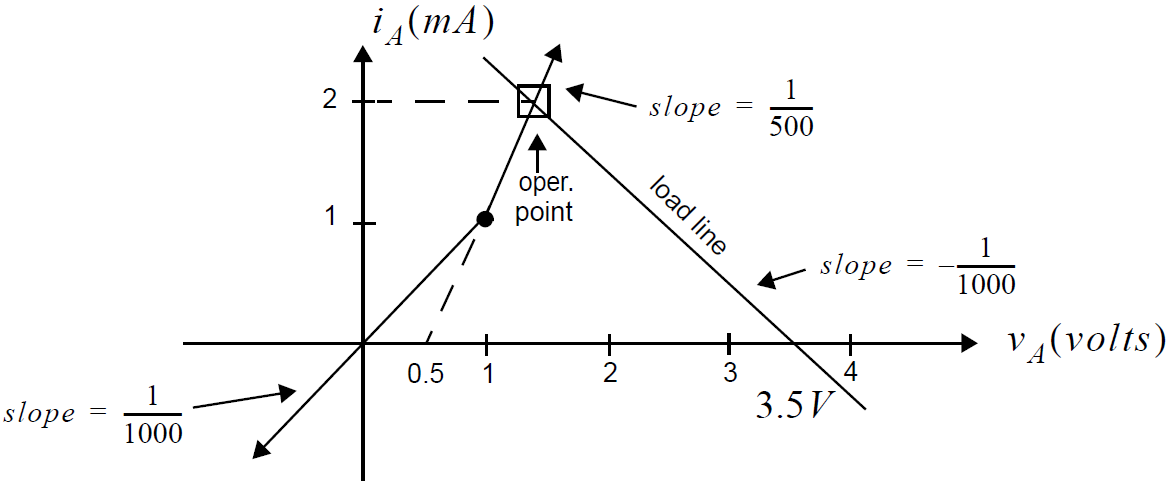 i_A(mA)
2
slope = 1/500
oper.
point
load line
1
slope = -1/1000
v_A(volts)
0.5 1 2 3 4
3.5V
slope = 1/1000